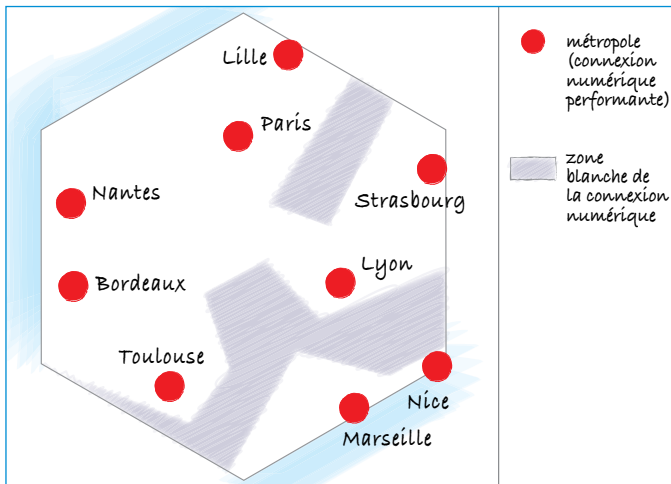 Lille
Paris
Strasbourg
Nantes
Lyon
Bordeaux
Toulouse
Nice
Marseille
métropole
(connexion
numérique
performante)
zone
blanche de
la connexion
numérique